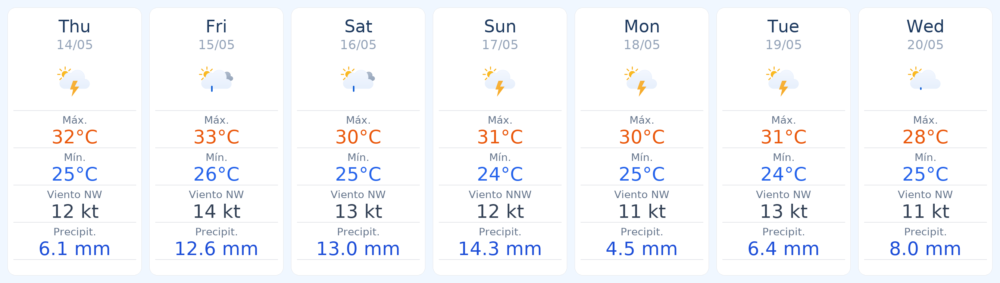 Thu
14/05
Máx.
32°C
Mín.
25°C
Viento NW
12 kt
Precipit.
6.1 mm
Fri
15/05
Máx.
33°C
Mín.
26°C
Viento NW
14 kt
Precipit.
12.6 mm
Sat
16/05
Máx.
30°C
Mín.
25°C
Viento NW
13 kt
Precipit.
13.0 mm
Sun
17/05
Máx.
31°C
Mín.
24°C
Viento NNW
12 kt
Precipit.
14.3 mm
Mon
18/05
Máx.
30°C
Mín.
25°C
Viento NW
11 kt
Precipit.
4.5 mm
Tue
19/05
Máx.
31°C
Mín.
24°C
Viento NW
13 kt
Precipit.
6.4 mm
Wed
20/05
Máx.
28°C
Mín.
25°C
Viento NW
11 kt
Precipit.
8.0 mm